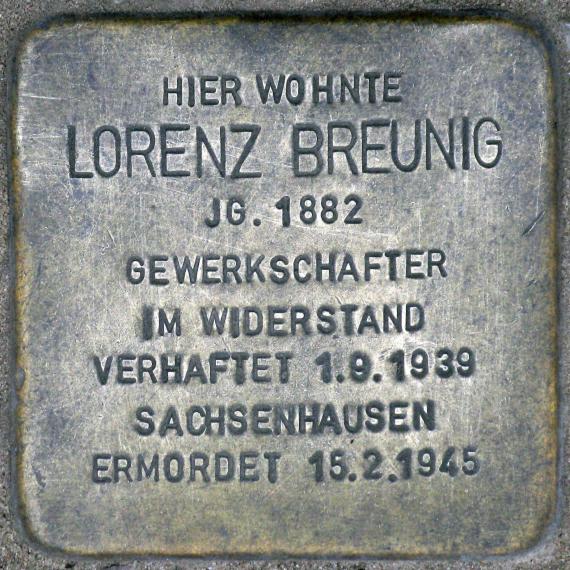 HIER WOHNTE
LORENZ BREUNIG
JG. 1882
GEWERKSCHAFTER
IM WIDERSTAND
VERHAFTET 1.9.1939
SACHSENHAUSEN
ERMORDET 15.2.1945